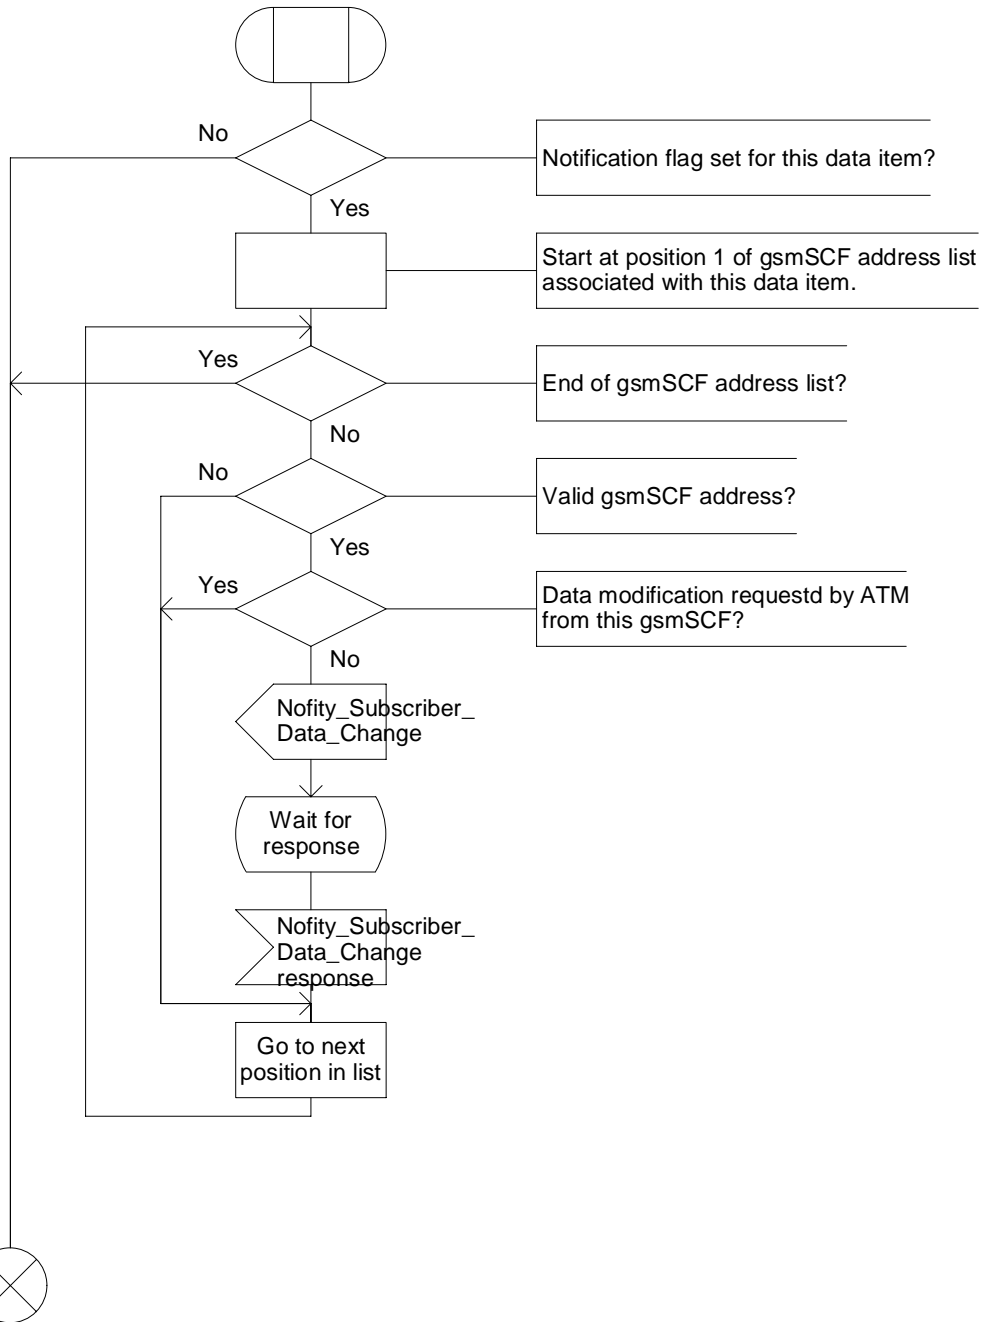 No
Notification flag set for this data item?
Yes
Start at position 1 of gsmSCF address list
associated with this data item.
Yes
End of gsmSCF address list?
No
No
Valid gsmSCF address?
Yes
Yes
Data modification requestd by ATM
from this gsmSCF?
No
Nofity_Subscriber_
Data_Change
Wait for
response
Nofity_Subscriber_
Data_Change
response
Go to next
position in list